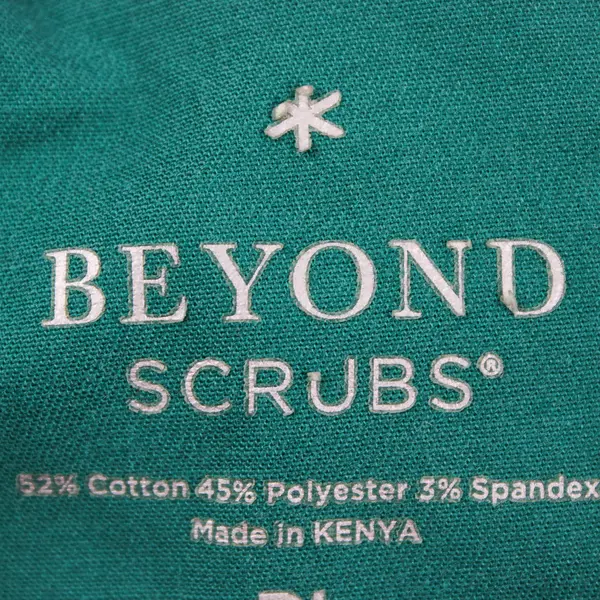 BEYOND
SCRUBS®
52% Cotton 45% Polyester 3% Spandex
Made in KENYA